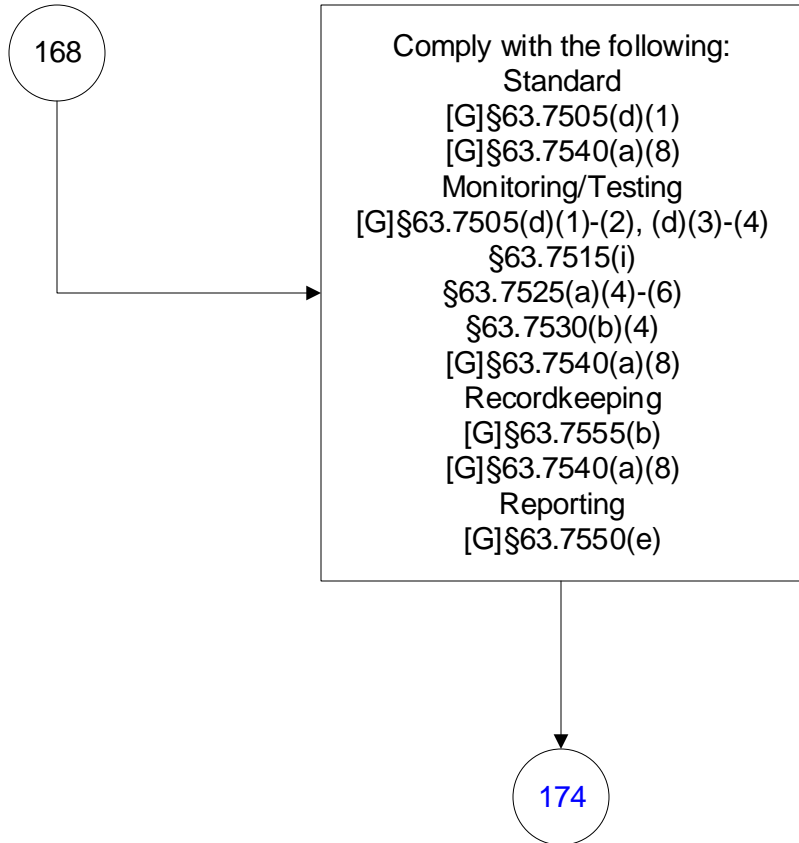 168
Comply with the following:
Standard
[G]§63.7505(d)(1)
[G]§63.7540(a)(8)
Monitoring/Testing
[G]§63.7505(d)(1)-(2), (d)(3)-(4)
§63.7515(i)
§63.7525(a)(4)-(6)
§63.7530(b)(4)
[G]§63.7540(a)(8)
Recordkeeping
[G]§63.7555(b)
[G]§63.7540(a)(8)
Reporting
[G]§63.7550(e)
174